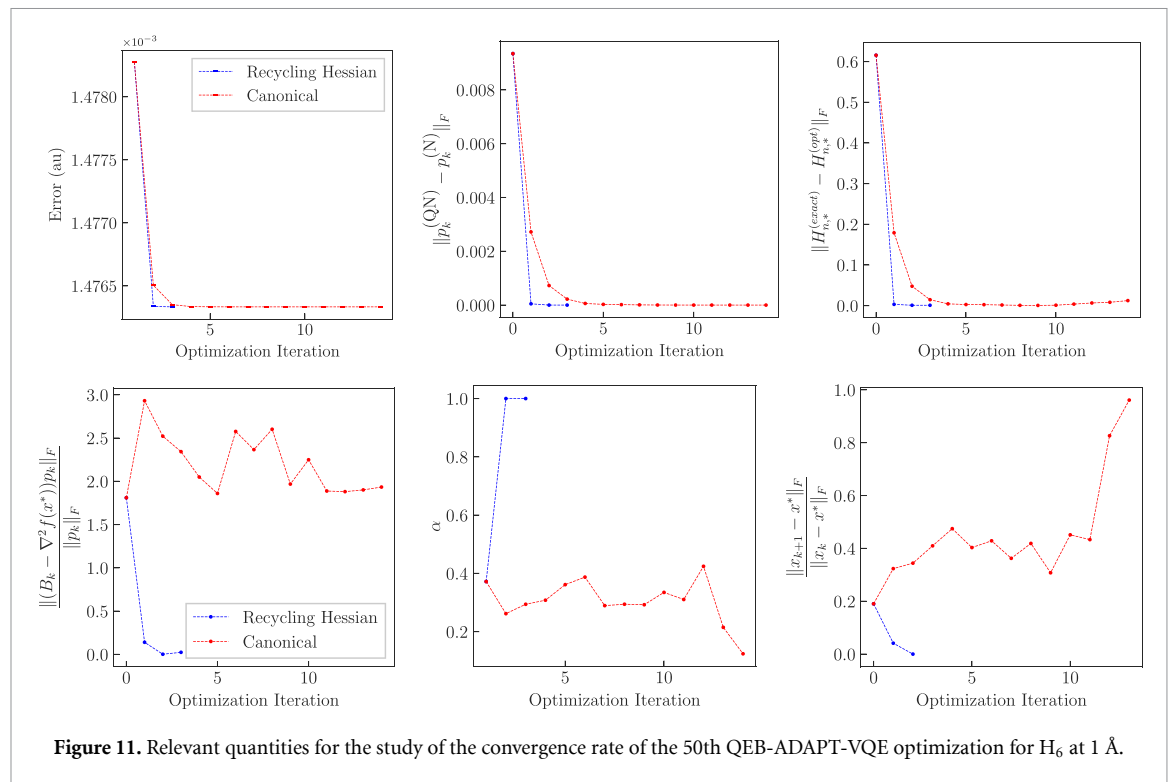 ×10⁻³
Error (au)
1.4780
1.4775
1.4770
1.4765
Recycling Hessian
Canonical
5
10
Optimization Iteration
||p_k^(QN) − p_k^(N)||_F
0.008
0.006
0.004
0.002
0.000
0
5
10
Optimization Iteration
||H_{n,*}^{(exact)} − H_{n,*}^{(opt)}||_F
0.6
0.5
0.4
0.3
0.2
0.1
0.0
0
5
10
Optimization Iteration
||(B_k − ∇²f(x*))p_k||_F
||p_k||_F
3.0
2.5
2.0
1.5
1.0
0.5
0.0
Recycling Hessian
Canonical
0
5
10
Optimization Iteration
α
1.0
0.8
0.6
0.4
0.2
5
10
Optimization Iteration
||x_{k+1} − x*||_F
||x_k − x*||_F
1.0
0.8
0.6
0.4
0.2
0.0
0
5
10
Optimization Iteration
Figure 11. Relevant quantities for the study of the convergence rate of the 50th QEB-ADAPT-VQE optimization for H₆ at 1 Å.